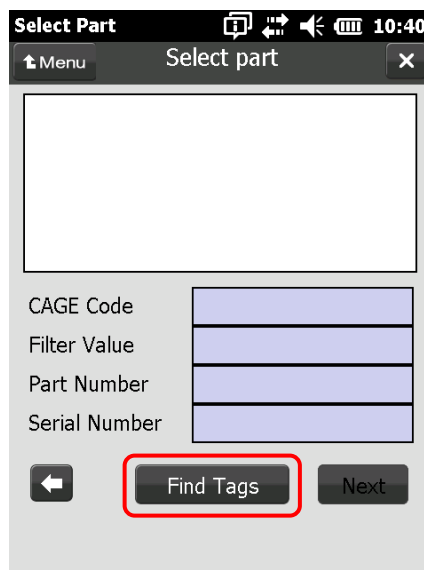 Select Part 10:40
Menu Select part
CAGE Code
Filter Value
Part Number
Serial Number
Find Tags Next